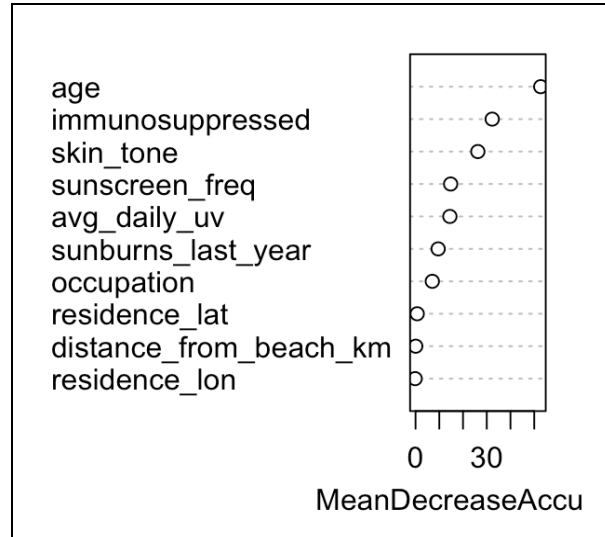 age
immunosuppressed
skin_tone
sunscreen_freq
avg_daily_uv
sunburns_last_year
occupation
residence_lat
distance_from_beach_km
residence_lon
0 30
MeanDecreaseAccu